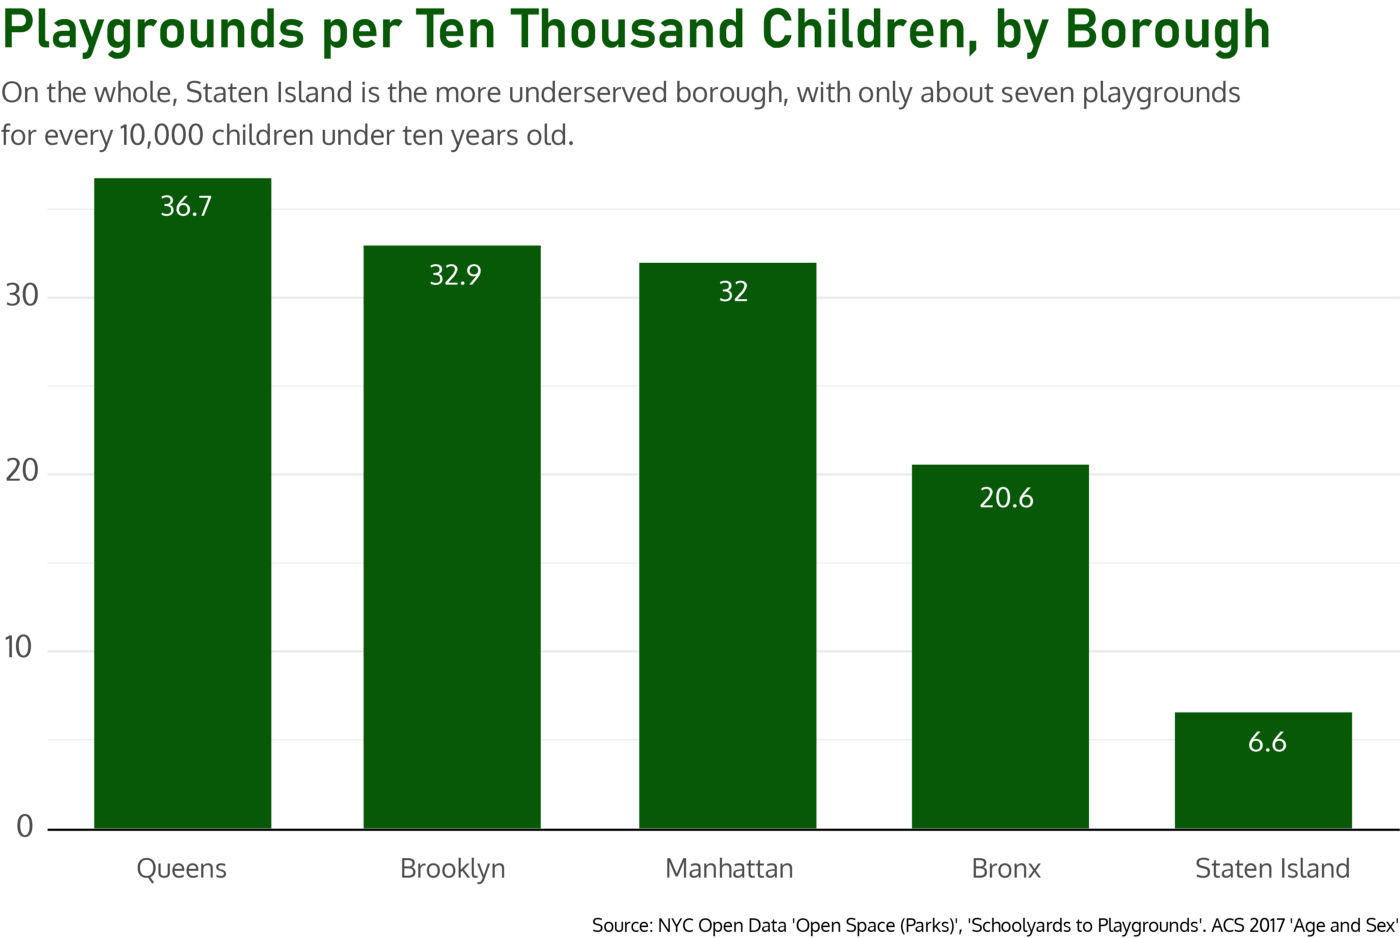 Playgrounds per Ten Thousand Children, by Borough
On the whole, Staten Island is the more underserved borough, with only about seven playgrounds
for every 10,000 children under ten years old.
36.7
32.9
32
20.6
6.6
30
20
10
0
Queens
Brooklyn
Manhattan
Bronx
Staten Island
Source: NYC Open Data 'Open Space (Parks)', 'Schoolyards to Playgrounds'. ACS 2017 'Age and Sex'